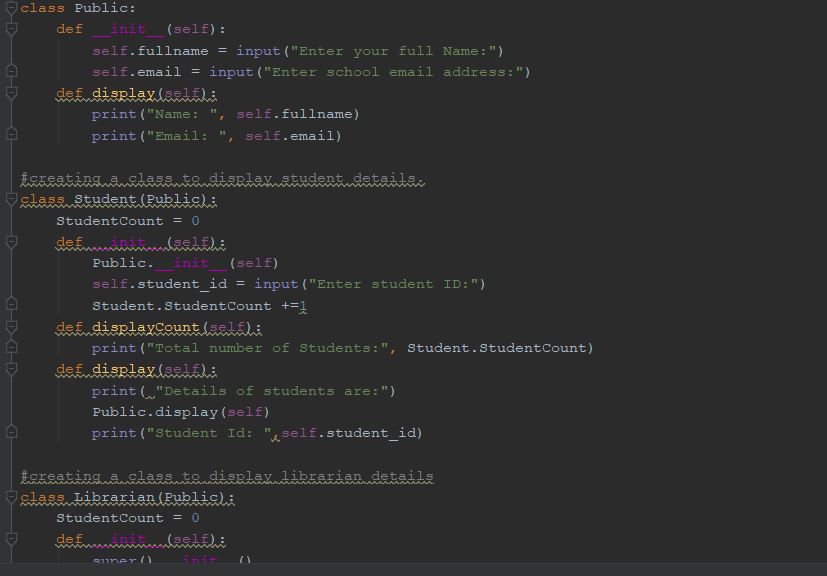 class Public:
    def __init__(self):
        self.fullname = input("Enter your full Name:")
        self.email = input("Enter school email address:")
    def display(self):
        print("Name: ", self.fullname)
        print("Email: ", self.email)
#creating a class to display student details.
class Student(Public):
    StudentCount = 0
    def __init__(self):
        Public.__init__(self)
        self.student_id = input("Enter student ID:")
        Student.StudentCount +=1
    def displayCount(self):
        print("Total number of Students:", Student.StudentCount)
    def display(self):
        print( "Details of students are:")
        Public.display(self)
        print("Student Id: ",self.student_id)
#creating a class to display librarian details
class Librarian(Public):
    StudentCount = 0
    def __init__(self):
        super().__init__()